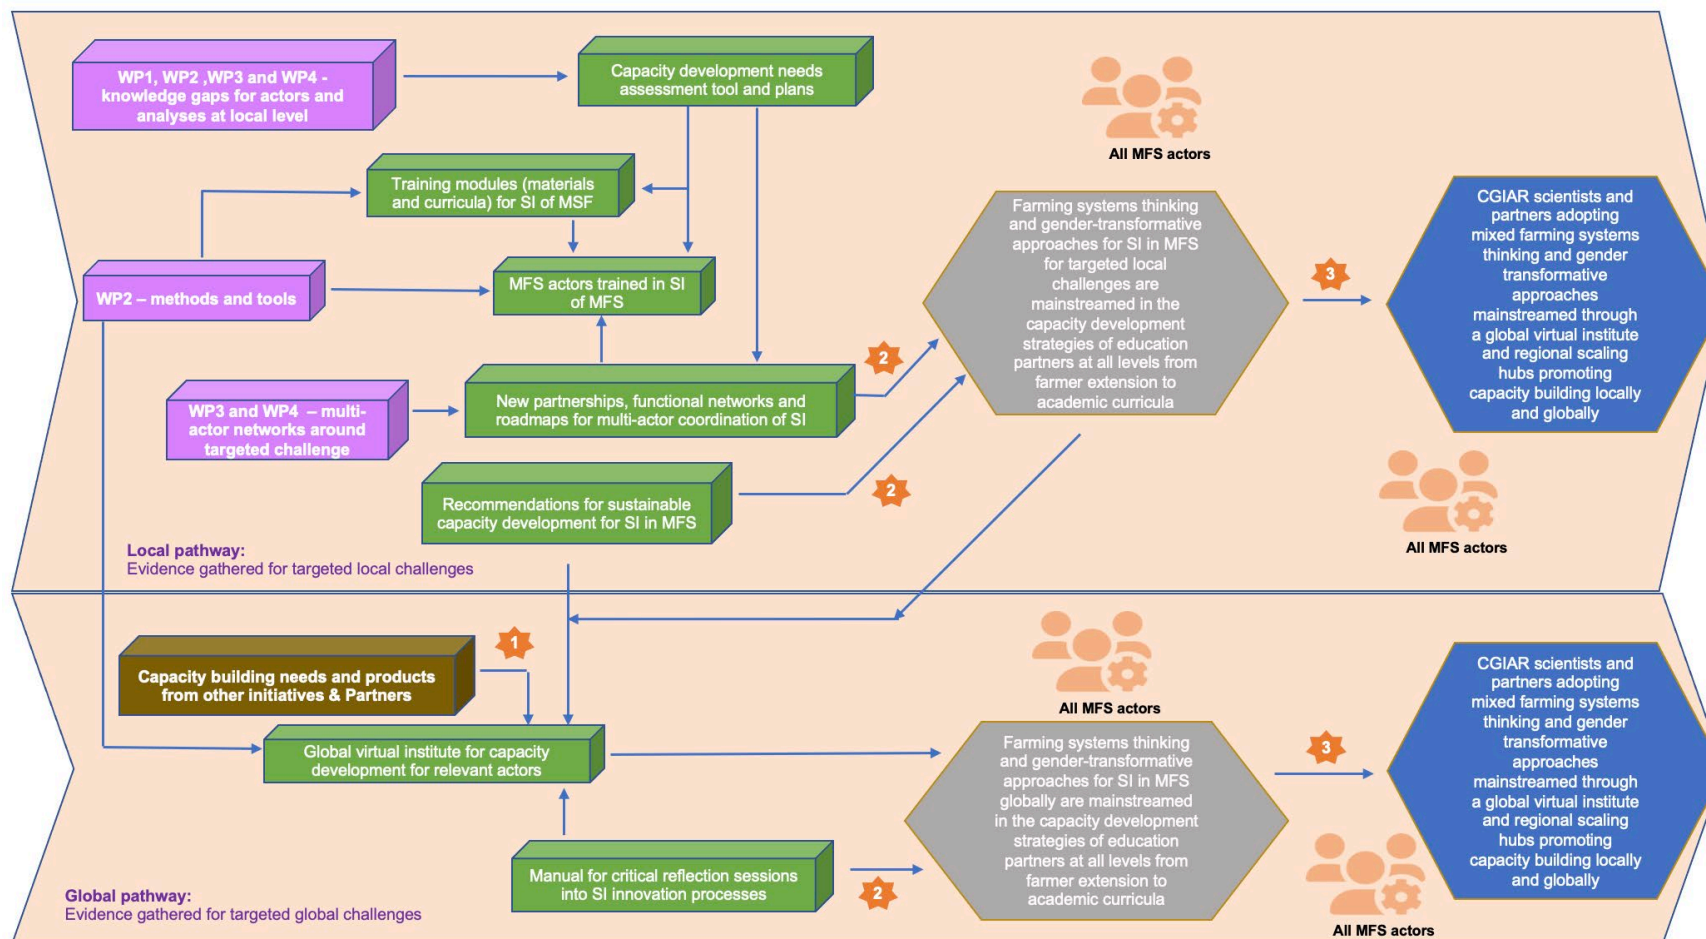 WP1, WP2 ,WP3 and WP4 -
knowledge gaps for actors and
analyses at local level
Capacity development needs
assessment tool and plans
All MFS actors
Training modules (materials
and curricula) for SI of MSF
WP2 – methods and tools
MFS actors trained in SI
of MFS
WP3 and WP4 – multi-
actor networks around
targeted challenge
New partnerships, functional networks and
roadmaps for multi-actor coordination of SI
2
Recommendations for sustainable
capacity development for SI in MFS
2
Farming systems thinking
and gender-transformative
approaches for SI in MFS
for targeted local
challenges are
mainstreamed in the
capacity development
strategies of education
partners at all levels from
farmer extension to
academic curricula
3
CGIAR scientists and
partners adopting
mixed farming systems
thinking and gender
transformative
approaches
mainstreamed through
a global virtual institute
and regional scaling
hubs promoting
capacity building locally
and globally
All MFS actors
Local pathway:
Evidence gathered for targeted local challenges
Capacity building needs and products
from other initiatives & Partners
1
Global virtual institute for capacity
development for relevant actors
Manual for critical reflection sessions
into SI innovation processes
2
All MFS actors
Farming systems thinking
and gender-transformative
approaches for SI in MFS
globally are mainstreamed
in the capacity development
strategies of education
partners at all levels from
farmer extension to
academic curricula
3
CGIAR scientists and
partners adopting
mixed farming systems
thinking and gender
transformative
approaches
mainstreamed through
a global virtual institute
and regional scaling
hubs promoting
capacity building locally
and globally
All MFS actors
Global pathway:
Evidence gathered for targeted global challenges